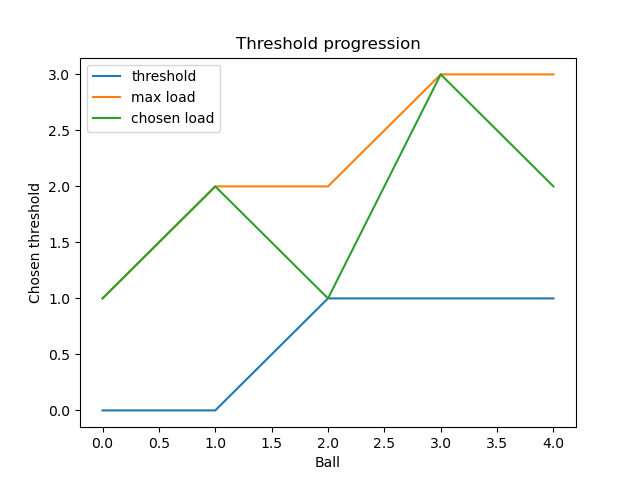 Threshold progression
threshold
max load
chosen load
Chosen threshold
3.0
2.5
2.0
1.5
1.0
0.5
0.0
0.0 0.5 1.0 1.5 2.0 2.5 3.0 3.5 4.0
Ball